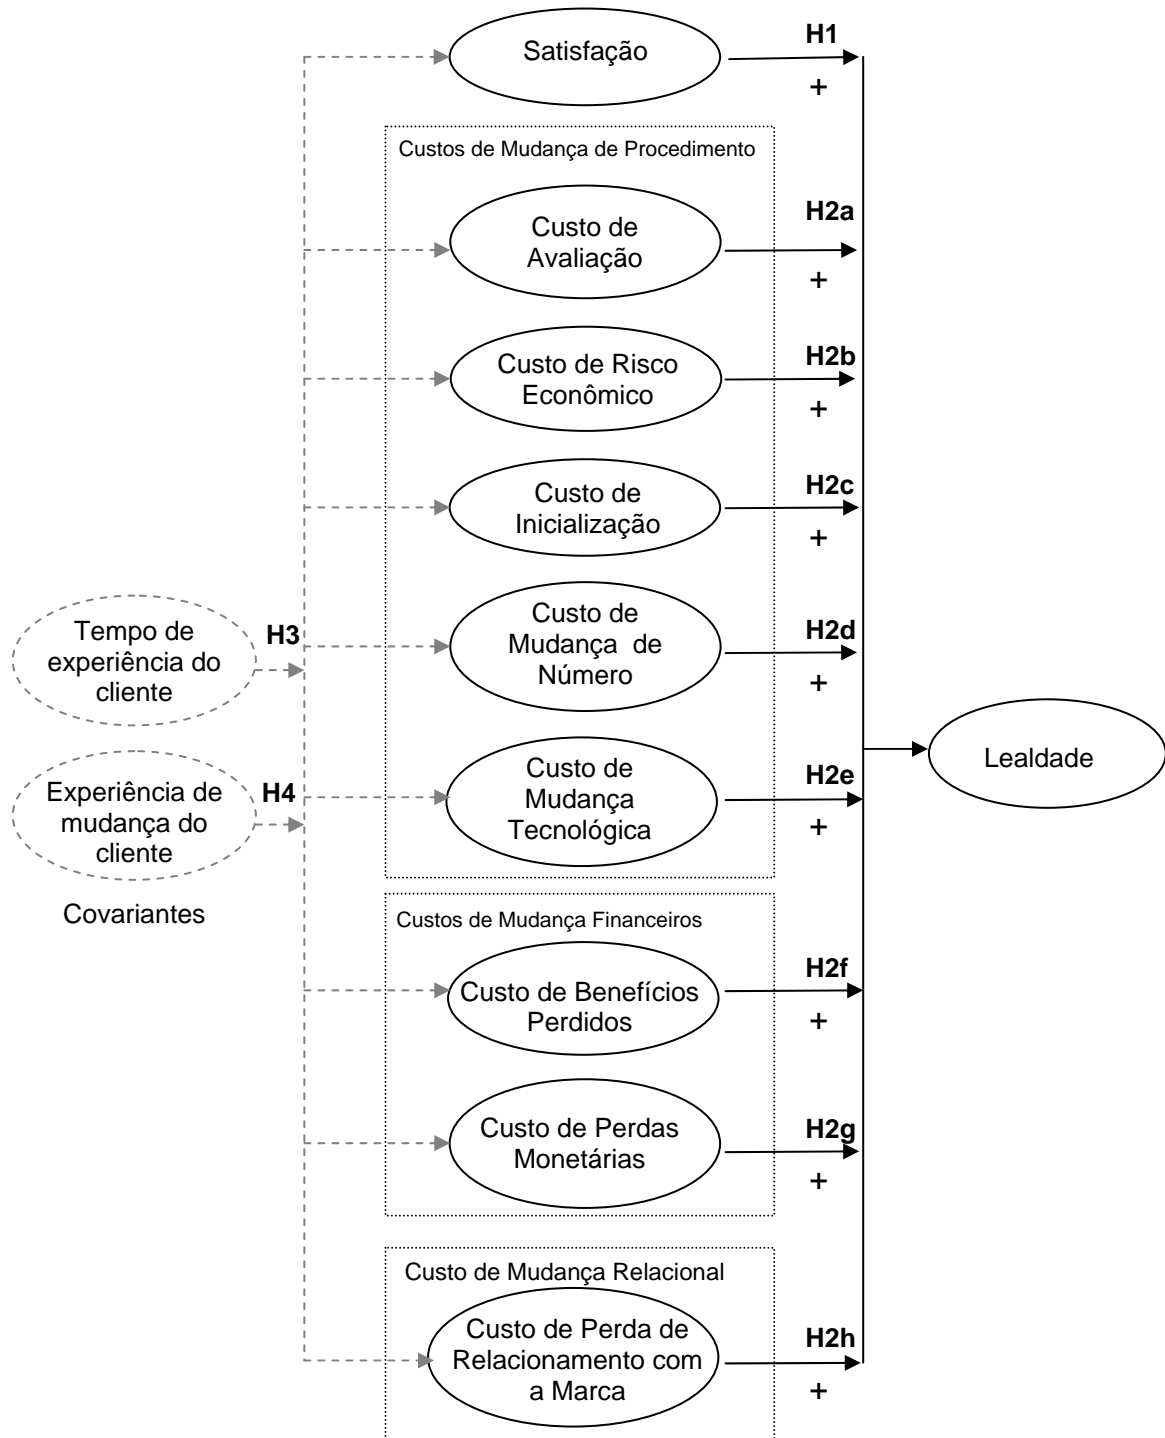 Satisfação
H1
+
Custos de Mudança de Procedimento
Custo de
Avaliação
H2a
+
Custo de Risco
Econômico
H2b
+
Custo de
Inicialização
H2c
+
Tempo de
experiência do
cliente
H3
Custo de
Mudança de
Número
H2d
+
Experiência de
mudança do
cliente
H4
Covariantes
Custo de
Mudança
Tecnológica
H2e
+
Lealdade
Custos de Mudança Financeiros
Custo de Benefícios
Perdidos
H2f
+
Custo de Perdas
Monetárias
H2g
+
Custo de Mudança Relacional
Custo de Perda de
Relacionamento com
a Marca
H2h
+